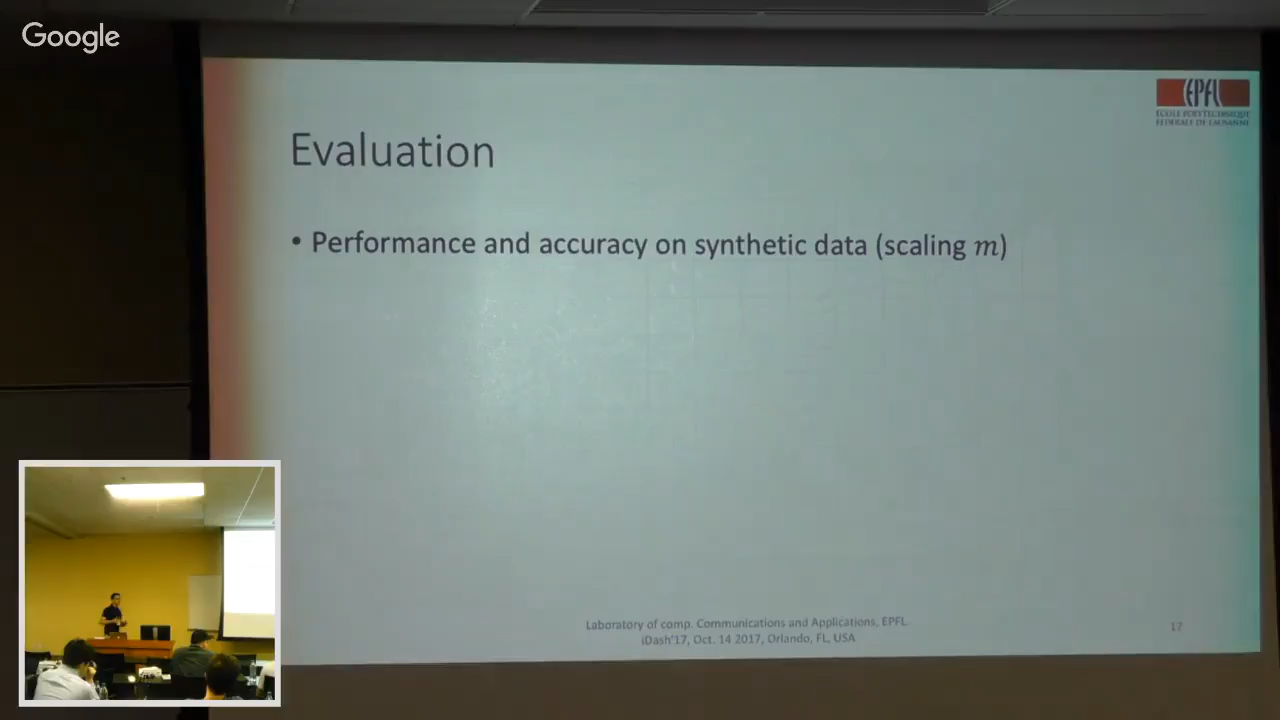 Google
EPFL
ÉCOLE POLYTECHNIQUE
FÉDÉRALE DE LAUSANNE
Evaluation
• Performance and accuracy on synthetic data (scaling m)
Laboratory of comp. Communications and Applications, EPFL
iDash'17, Oct. 14 2017, Orlando, FL, USA
17